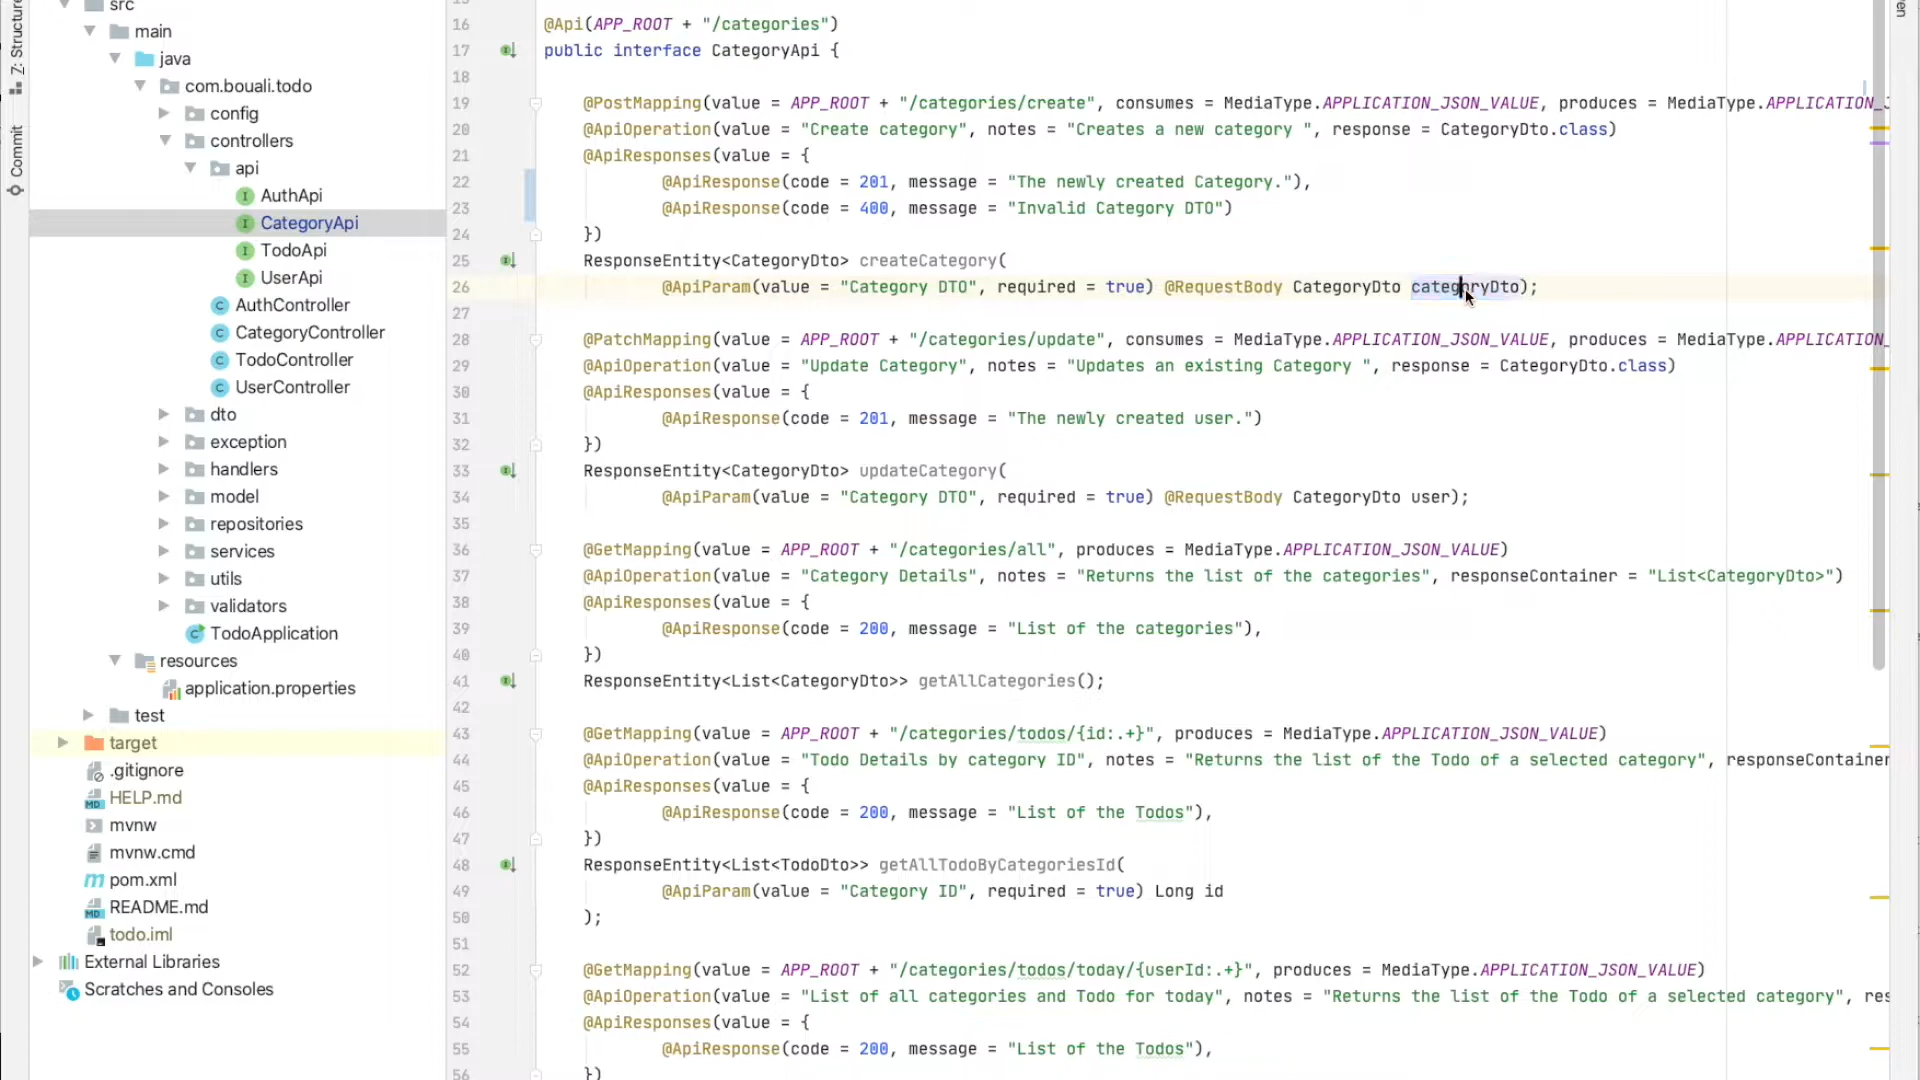 Z: Structure
Commit
src
main
java
com.bouali.todo
config
controllers
api
AuthApi
CategoryApi
TodoApi
UserApi
AuthController
CategoryController
TodoController
UserController
dto
exception
handlers
model
repositories
services
utils
validators
TodoApplication
resources
application.properties
test
target
.gitignore
HELP.md
mvnw
mvnw.cmd
pom.xml
README.md
todo.iml
External Libraries
Scratches and Consoles
16 @Api(APP_ROOT + "/categories")
17 public interface CategoryApi {
18
19 @PostMapping(value = APP_ROOT + "/categories/create", consumes = MediaType.APPLICATION_JSON_VALUE, produces = MediaType.APPLICATION_J
20 @ApiOperation(value = "Create category", notes = "Creates a new category ", response = CategoryDto.class)
21 @ApiResponses(value = {
22 @ApiResponse(code = 201, message = "The newly created Category."),
23 @ApiResponse(code = 400, message = "Invalid Category DTO")
24 })
25 ResponseEntity<CategoryDto> createCategory(
26 @ApiParam(value = "Category DTO", required = true) @RequestBody CategoryDto categoryDto);
27
28 @PatchMapping(value = APP_ROOT + "/categories/update", consumes = MediaType.APPLICATION_JSON_VALUE, produces = MediaType.APPLICATION_
29 @ApiOperation(value = "Update Category", notes = "Updates an existing Category ", response = CategoryDto.class)
30 @ApiResponses(value = {
31 @ApiResponse(code = 201, message = "The newly created user.")
32 })
33 ResponseEntity<CategoryDto> updateCategory(
34 @ApiParam(value = "Category DTO", required = true) @RequestBody CategoryDto user);
35
36 @GetMapping(value = APP_ROOT + "/categories/all", produces = MediaType.APPLICATION_JSON_VALUE)
37 @ApiOperation(value = "Category Details", notes = "Returns the list of the categories", responseContainer = "List<CategoryDto>")
38 @ApiResponses(value = {
39 @ApiResponse(code = 200, message = "List of the categories"),
40 })
41 ResponseEntity<List<CategoryDto>> getAllCategories();
42
43 @GetMapping(value = APP_ROOT + "/categories/todos/{id:.+}", produces = MediaType.APPLICATION_JSON_VALUE)
44 @ApiOperation(value = "Todo Details by category ID", notes = "Returns the list of the Todo of a selected category", responseContainer
45 @ApiResponses(value = {
46 @ApiResponse(code = 200, message = "List of the Todos"),
47 })
48 ResponseEntity<List<TodoDto>> getAllTodoByCategoriesId(
49 @ApiParam(value = "Category ID", required = true) Long id
50 );
51
52 @GetMapping(value = APP_ROOT + "/categories/todos/today/{userId:.+}", produces = MediaType.APPLICATION_JSON_VALUE)
53 @ApiOperation(value = "List of all categories and Todo for today", notes = "Returns the list of the Todo of a selected category", res
54 @ApiResponses(value = {
55 @ApiResponse(code = 200, message = "List of the Todos"),
56 })